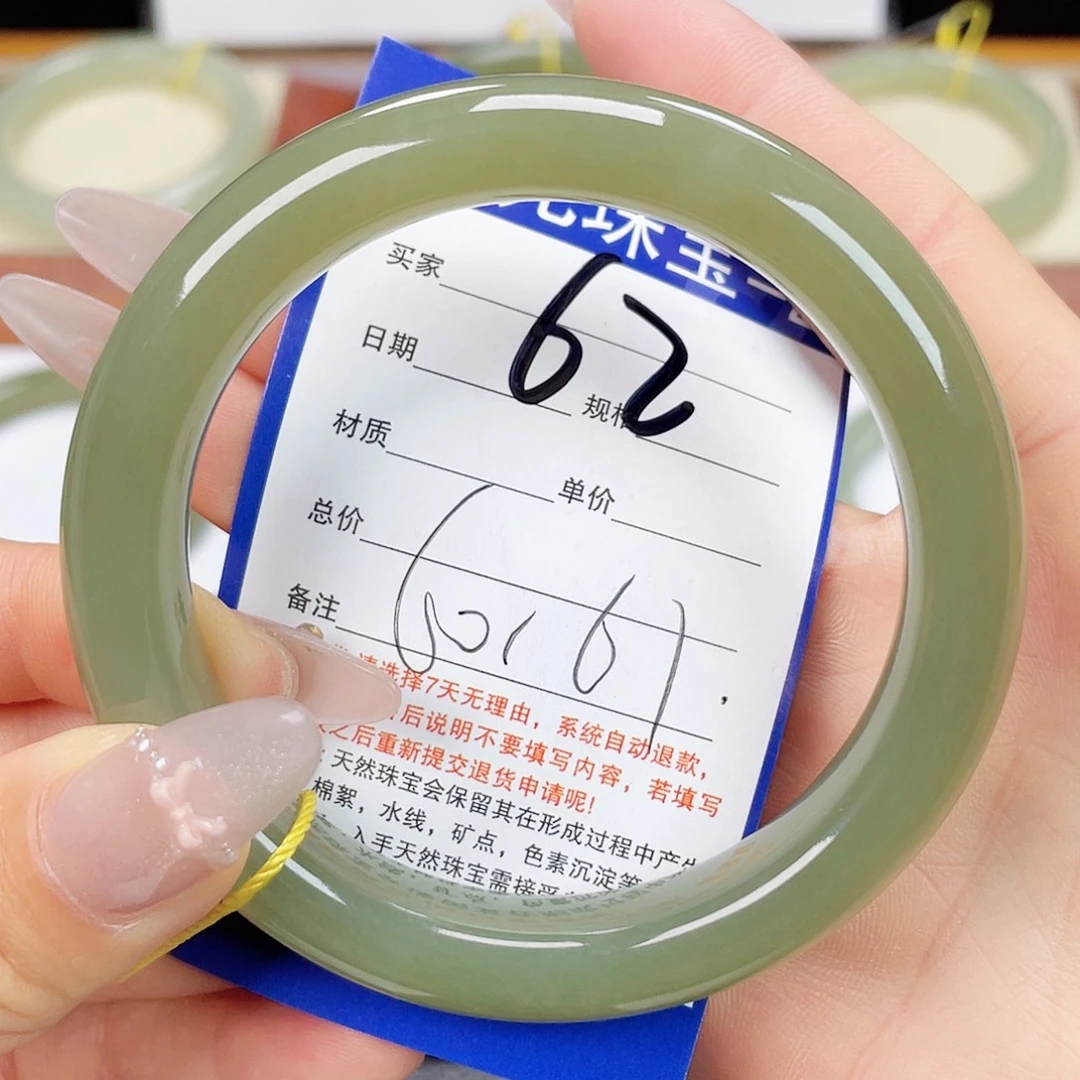 珠宝
62
买家
日期 规格
材质 单价
总价
备注
请选择7天无理由，系统自动退款，
后说明不要填写内容，若填写
之后重新提交退货申请呢！
天然珠宝会保留其在形成过程中产生
棉絮，水线，矿点，色素沉淀等
入手天然珠宝需接受